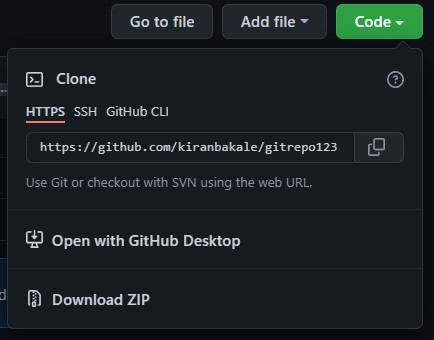 Go to file Add file Code
Clone
HTTPS SSH GitHub CLI
https://github.com/kiranbakale/gitrepo123
Use Git or checkout with SVN using the web URL.
Open with GitHub Desktop
Download ZIP